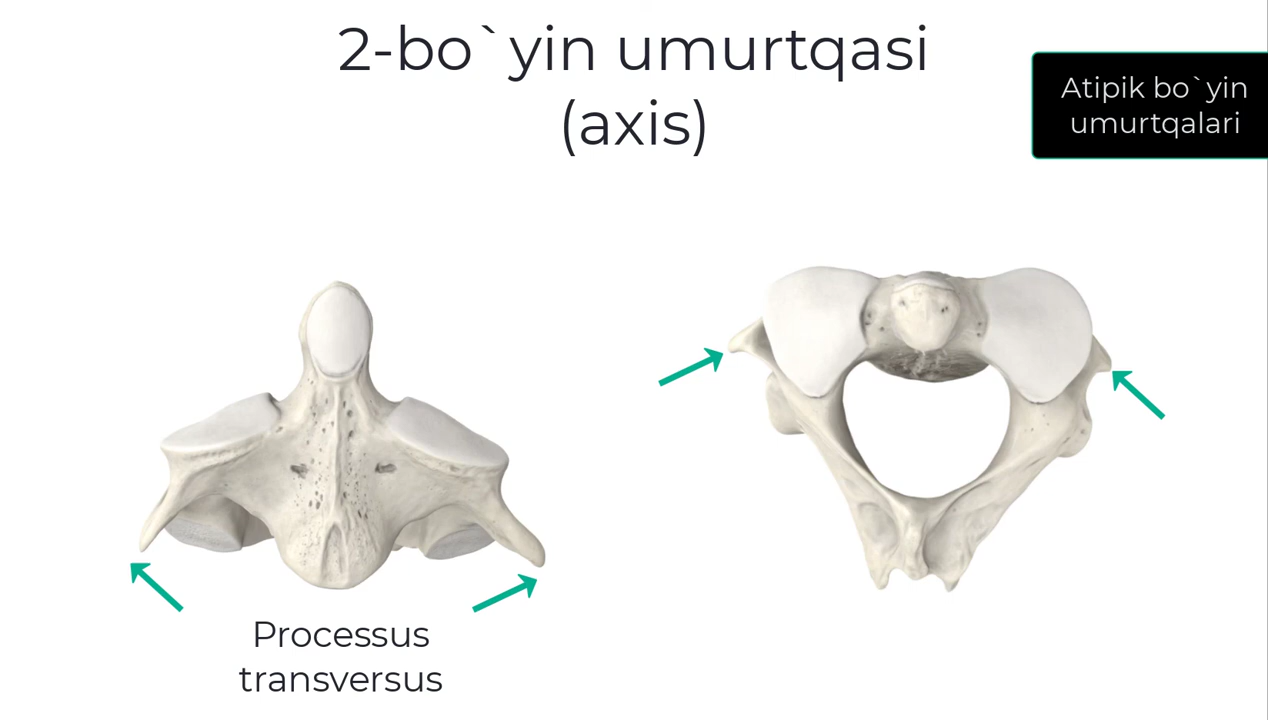 2-bo`yin umurtqasi
(axis)
Atipik bo`yin
umurtqalari
Processus
transversus